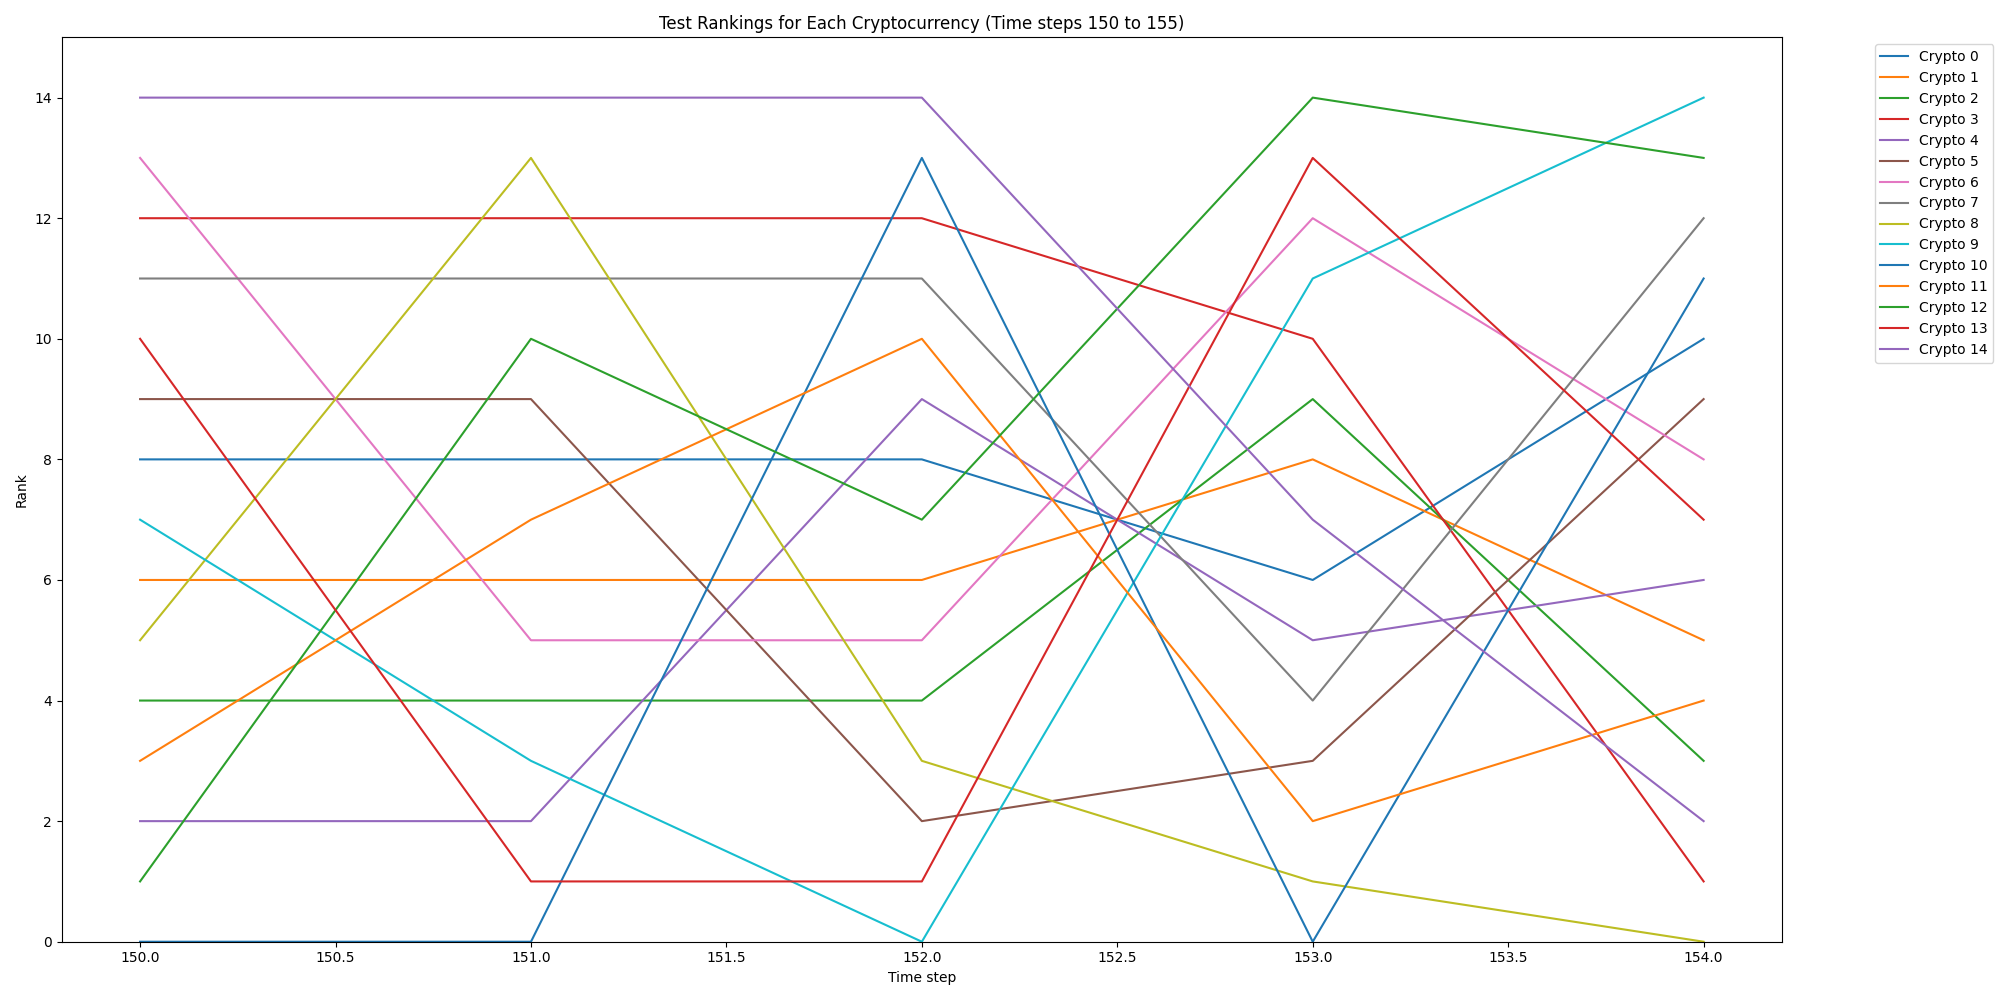 Test Rankings for Each Cryptocurrency (Time steps 150 to 155)
Rank
14
12
10
8
6
4
2
0
150.0 150.5 151.0 151.5 152.0 152.5 153.0 153.5 154.0
Time step
Crypto 0
Crypto 1
Crypto 2
Crypto 3
Crypto 4
Crypto 5
Crypto 6
Crypto 7
Crypto 8
Crypto 9
Crypto 10
Crypto 11
Crypto 12
Crypto 13
Crypto 14